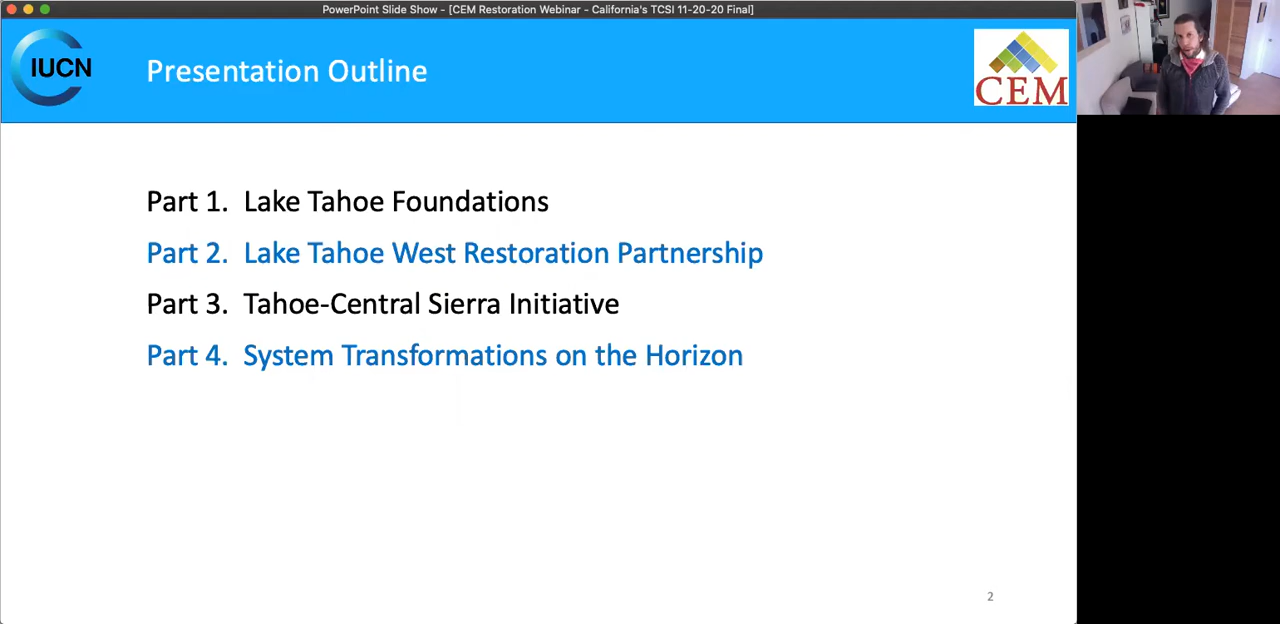 PowerPoint Slide Show - [CEM Restoration Webinar - California's TCSI 11-20-20 Final]
IUCN
Presentation Outline
CEM
Part 1. Lake Tahoe Foundations
Part 2. Lake Tahoe West Restoration Partnership
Part 3. Tahoe-Central Sierra Initiative
Part 4. System Transformations on the Horizon
2